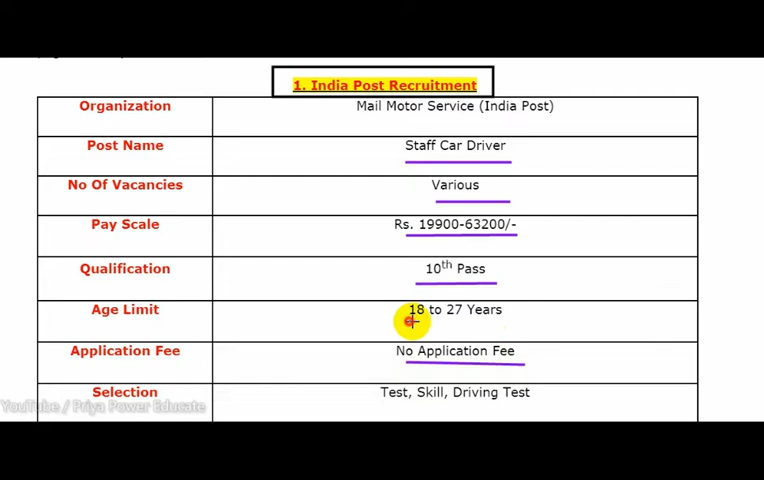 1. India Post Recruitment
Organization Mail Motor Service (India Post)
Post Name Staff Car Driver
No Of Vacancies Various
Pay Scale Rs. 19900-63200/-
Qualification 10th Pass
Age Limit 18 to 27 Years
Application Fee No Application Fee
Selection Test, Skill, Driving Test
YouTube / Priya Power Educate